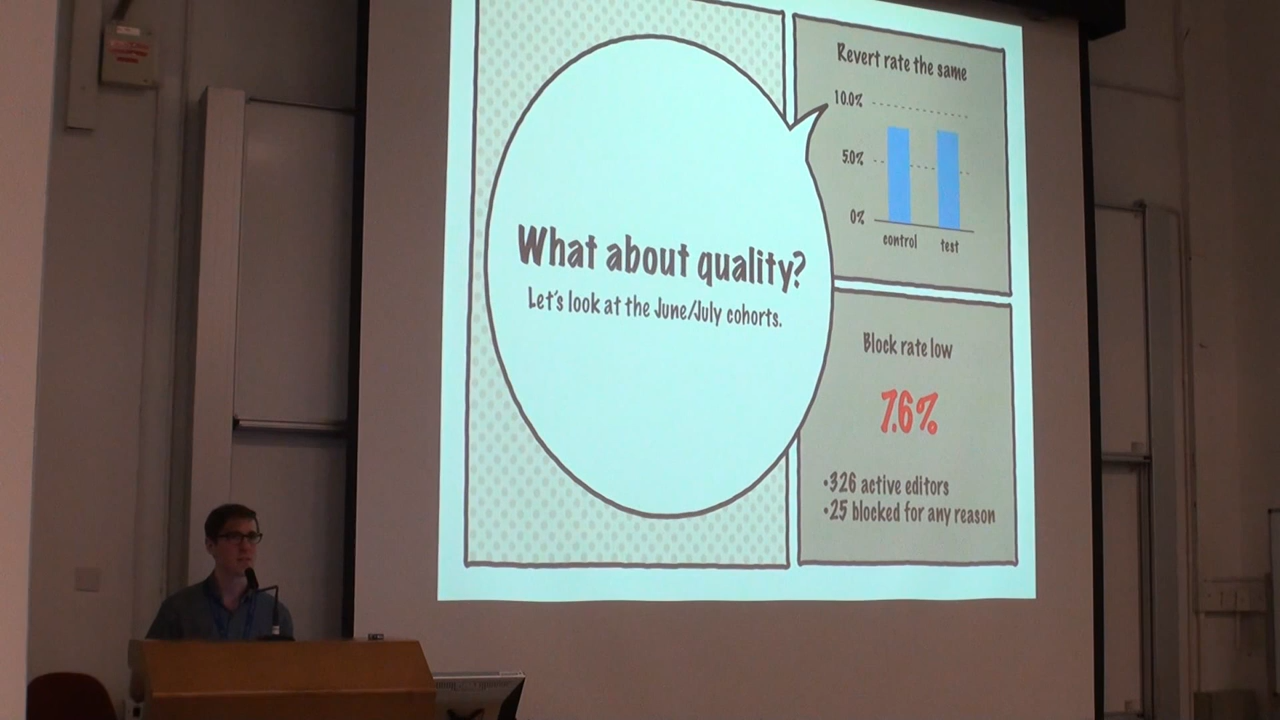 What about quality?
Let's look at the June/July cohorts.
Revert rate the same
10.0%
5.0%
0%
control test
Block rate low
7.6%
•326 active editors
•25 blocked for any reason